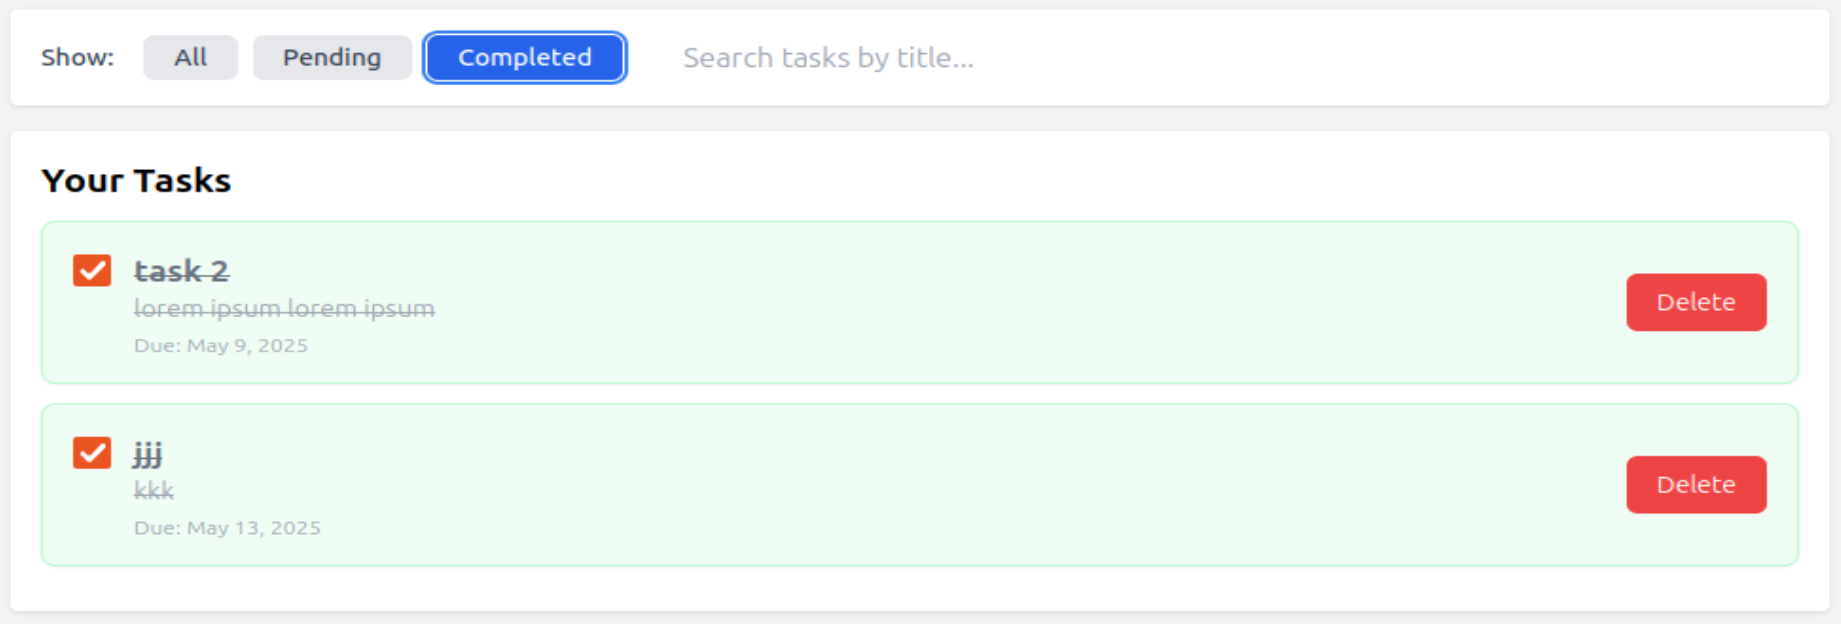 Show: All Pending Completed Search tasks by title...
Your Tasks
task 2
lorem ipsum lorem ipsum
Due: May 9, 2025
Delete
jjj
kkk
Due: May 13, 2025
Delete